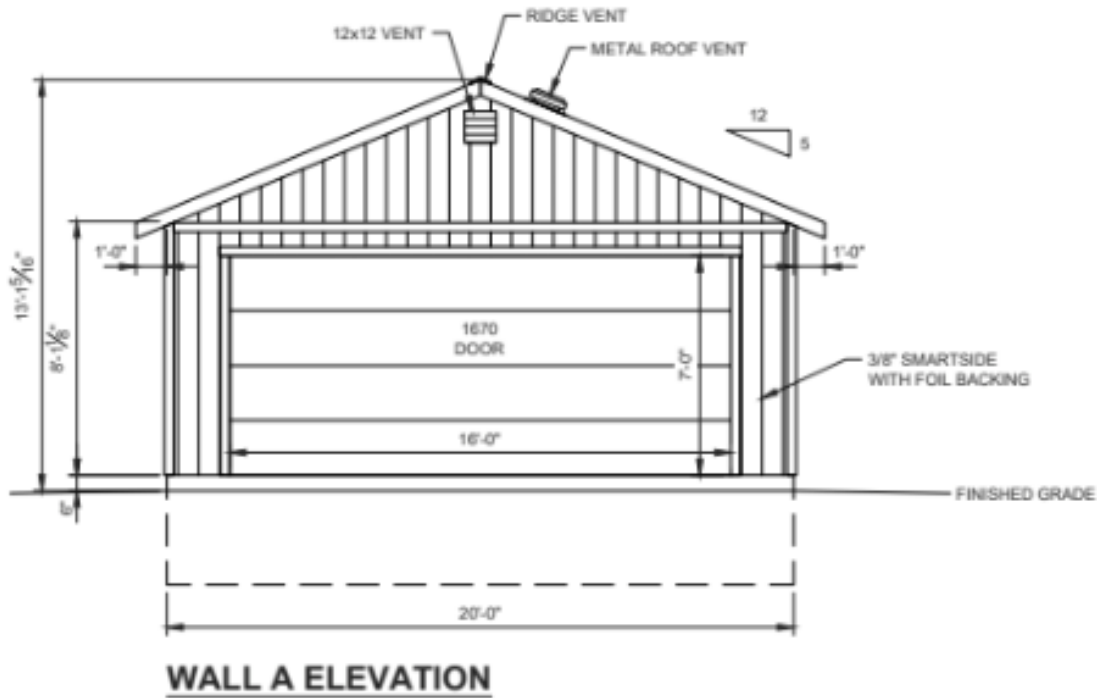 RIDGE VENT
12x12 VENT
METAL ROOF VENT
12
5
1'-0"
1'-0"
13'-1 5/16"
8'-1 1/8"
1670
DOOR
7'-0"
3/8" SMARTSIDE
WITH FOIL BACKING
16'-0"
FINISHED GRADE
6"
20'-0"
WALL A ELEVATION